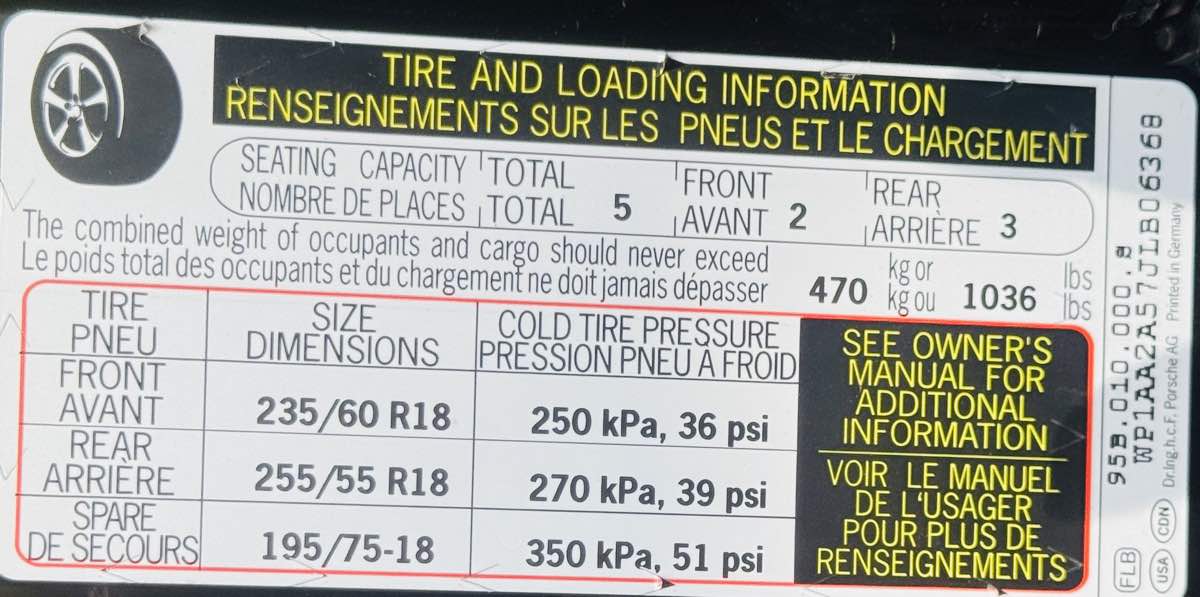 TIRE AND LOADING INFORMATION
RENSEIGNEMENTS SUR LES PNEUS ET LE CHARGEMENT
SEATING CAPACITY TOTAL 5 FRONT 2 REAR 3
NOMBRE DE PLACES TOTAL AVANT ARRIÈRE
The combined weight of occupants and cargo should never exceed 470 kg or 1036 lbs
Le poids total des occupants et du chargement ne doit jamais dépasser kg ou lbs
TIRE SIZE COLD TIRE PRESSURE
PNEU DIMENSIONS PRESSION PNEU À FROID
FRONT
AVANT 235/60 R18 250 kPa, 36 psi
REAR
ARRIÈRE 255/55 R18 270 kPa, 39 psi
SPARE
DE SECOURS 195/75-18 350 kPa, 51 psi
SEE OWNER'S
MANUAL FOR
ADDITIONAL
INFORMATION
VOIR LE MANUEL
DE L'USAGER
POUR PLUS DE
RENSEIGNEMENTS
95B.010.000.
WP1AA2A57JLB06368
Dr.Ing.h.c.F. Porsche AG Printed in Germany
FLB
USA CDN